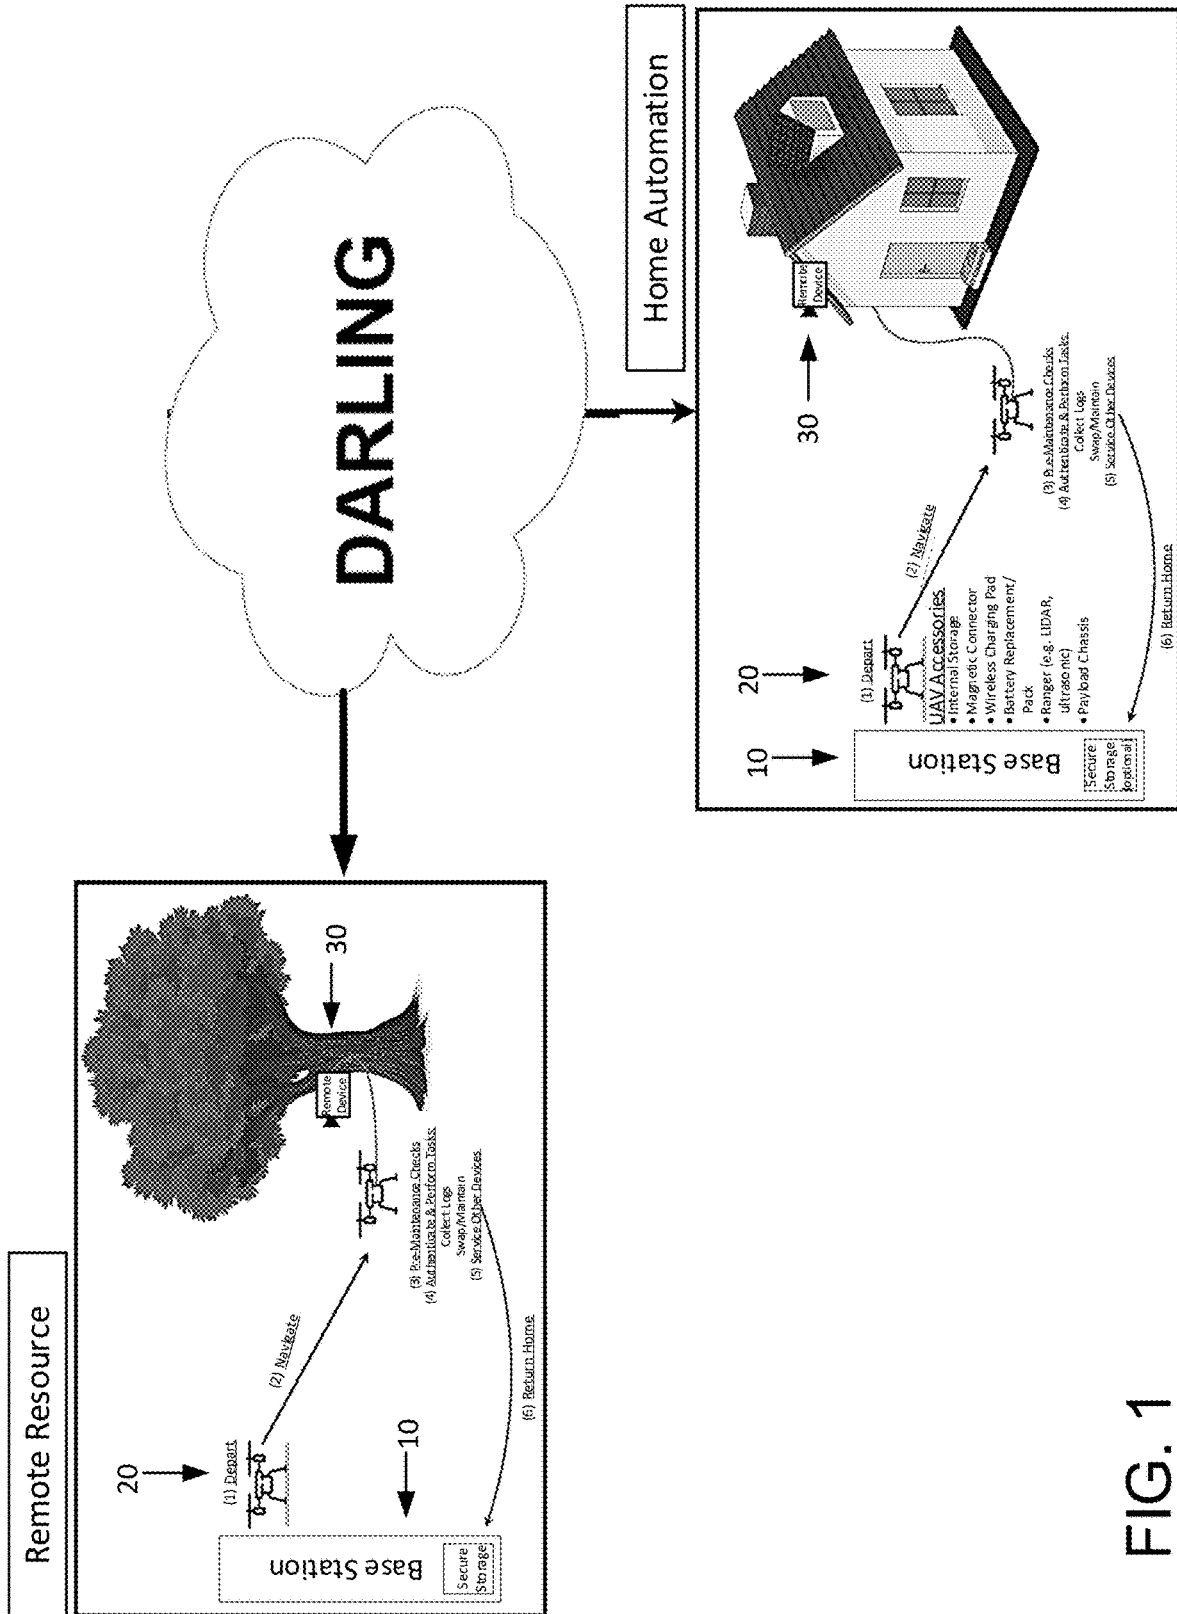 DARLING
Remote Resource
20
(1) Depart
(2) Navigate
30
Remote
Device
(3) Pre-Maintenance Checks
(4) Authenticate & Perform Tasks:
Collect Logs
Swap/Maintain
(5) Service Other Devices
10
Base Station
Secure
Storage
(6) Return Home
Home Automation
10
20
30
(1) Depart
(2) Navigate
Remote
Device
UAV Accessories
• Internal Storage
• Magnetic Connector
• Wireless Charging Pad
• Battery Replacement/
Pack
• Ranger (e.g. LIDAR,
ultrasonic)
• Payload Chassis
(3) Pre-Maintenance Checks
(4) Authenticate & Perform Tasks:
Collect Logs
Swap/Maintain
(5) Service Other Devices
Base Station
Secure
Storage
(optional)
(6) Return Home
FIG. 1